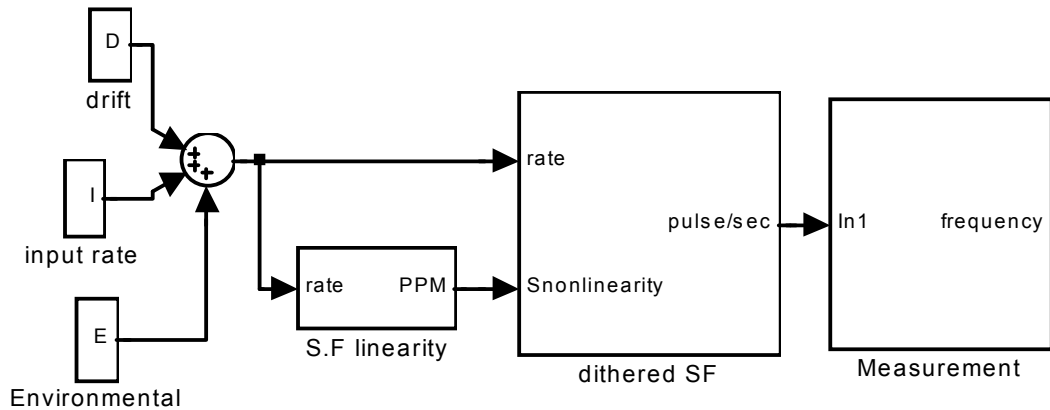 D
drift
I
input rate
E
Environmental
+
+
+
rate
PPM
S.F linearity
rate
pulse/sec
Snonlinearity
dithered SF
In1
frequency
Measurement